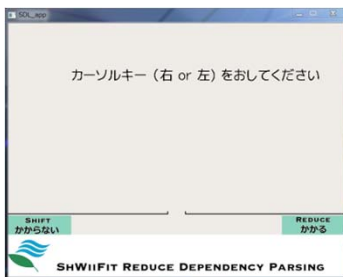 SDL_app
カーソルキー（右 or 左）をおしてください
SHIFT
かからない
REDUCE
かかる
SHWIIFIT REDUCE DEPENDENCY PARSING